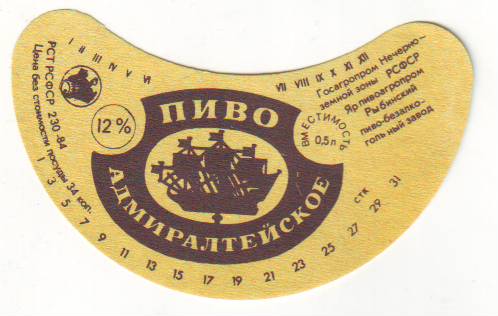 I II III IV V VI
VII VIII IX X XI XII
РСТ РСФСР 230-84
Цена без стоимости посуды 34 коп.
12 %
ПИВО
АДМИРАЛТЕЙСКОЕ
ВМЕСТИМОСТЬ
0,5 л
Госагропром Нечерно-
земной зоны РСФСР
Ярпивоагропром
Рыбинский
пиво-безалко-
гольный завод
1 3 5 7 9 11 13 15 17 19 21 23 25 27 29 31
стк